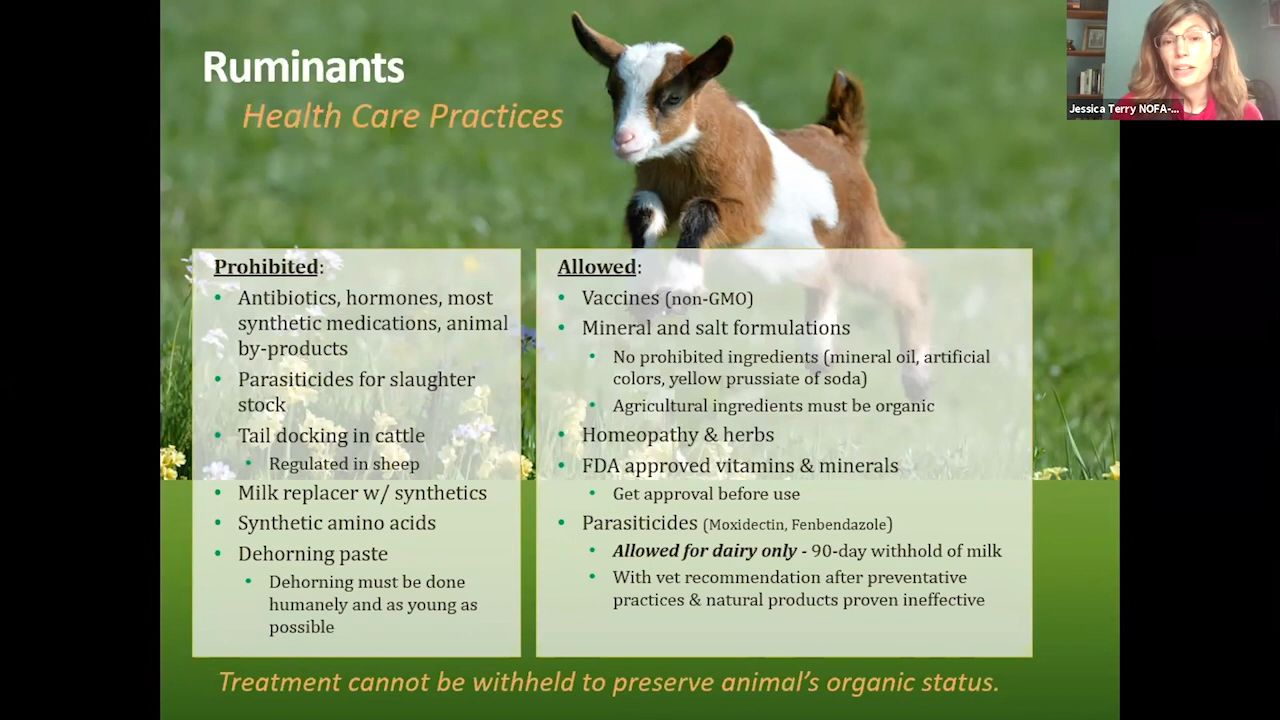 Ruminants
Health Care Practices
Jessica Terry NOFA-...
Prohibited:
• Antibiotics, hormones, most
synthetic medications, animal
by-products
• Parasiticides for slaughter
stock
• Tail docking in cattle
• Regulated in sheep
• Milk replacer w/ synthetics
• Synthetic amino acids
• Dehorning paste
• Dehorning must be done
humanely and as young as
possible
Allowed:
• Vaccines (non-GMO)
• Mineral and salt formulations
• No prohibited ingredients (mineral oil, artificial
colors, yellow prussiate of soda)
• Agricultural ingredients must be organic
• Homeopathy & herbs
• FDA approved vitamins & minerals
• Get approval before use
• Parasiticides (Moxidectin, Fenbendazole)
• Allowed for dairy only - 90-day withhold of milk
• With vet recommendation after preventative
practices & natural products proven ineffective
Treatment cannot be withheld to preserve animal's organic status.